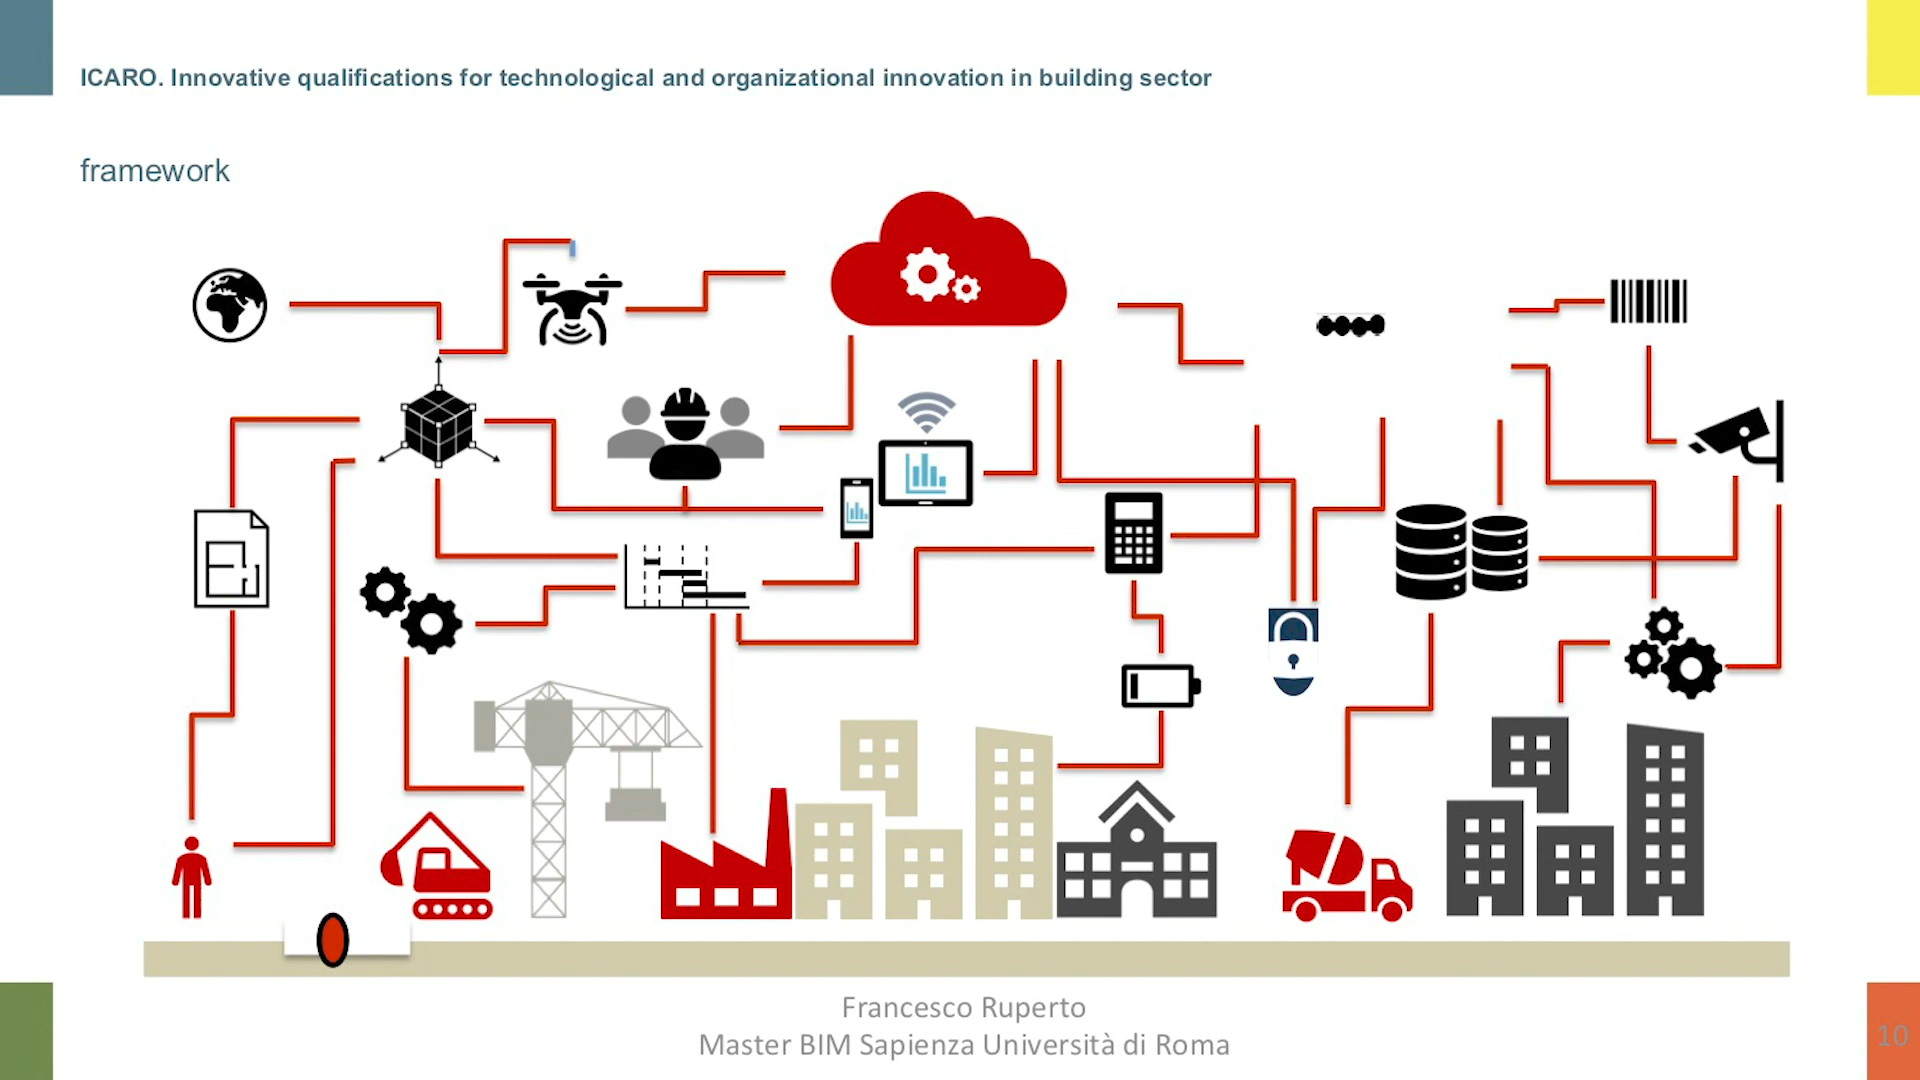 ICARO. Innovative qualifications for technological and organizational innovation in building sector
framework
Francesco Ruperto
Master BIM Sapienza Università di Roma
10